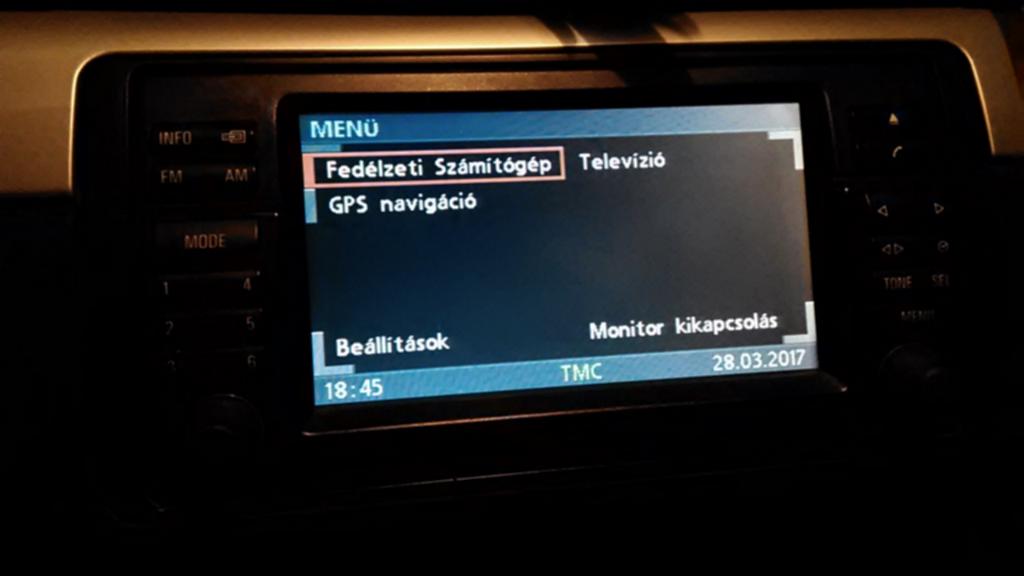 MENÜ
Fedélzeti Számítógép Televízió
GPS navigáció
Beállítások Monitor kikapcsolás
18:45 TMC 28.03.2017
INFO
FM AM
MODE
1 4
2 5
3 6
TONE SEL
MENU